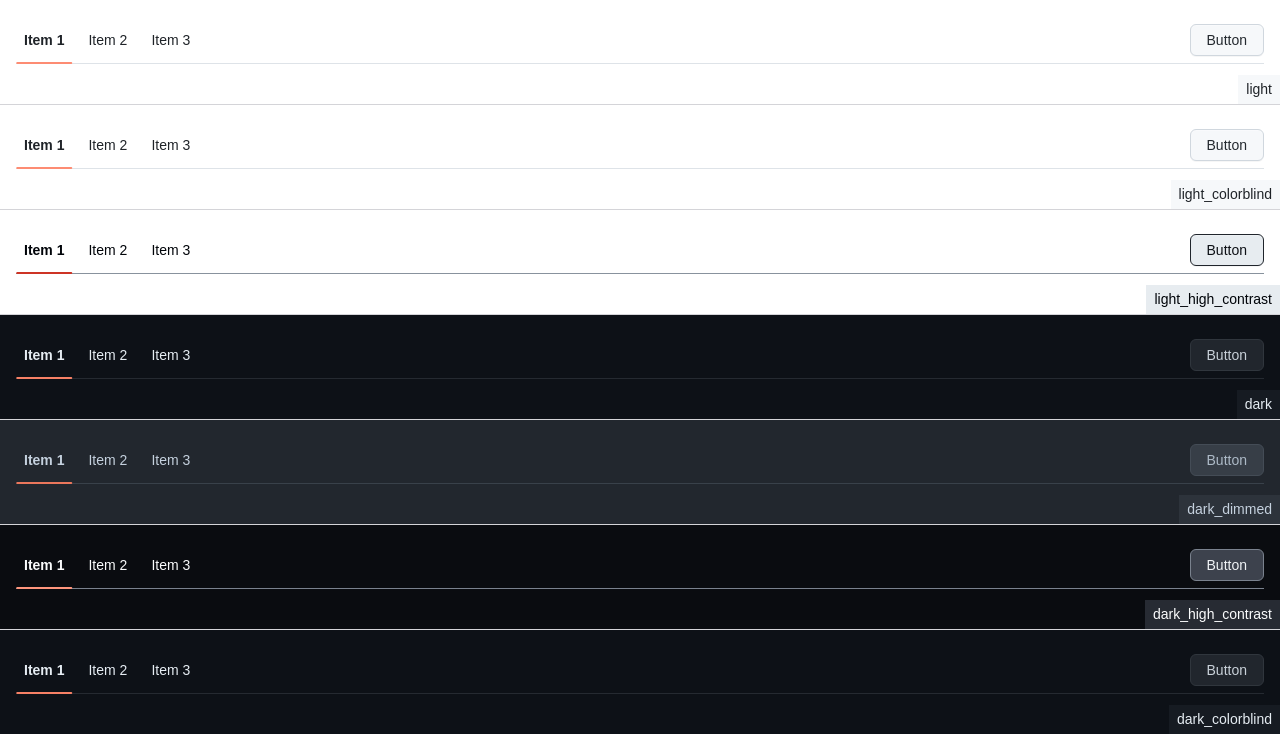 Item 1 Item 2 Item 3 Button
light
Item 1 Item 2 Item 3 Button
light_colorblind
Item 1 Item 2 Item 3 Button
light_high_contrast
Item 1 Item 2 Item 3 Button
dark
Item 1 Item 2 Item 3 Button
dark_dimmed
Item 1 Item 2 Item 3 Button
dark_high_contrast
Item 1 Item 2 Item 3 Button
dark_colorblind